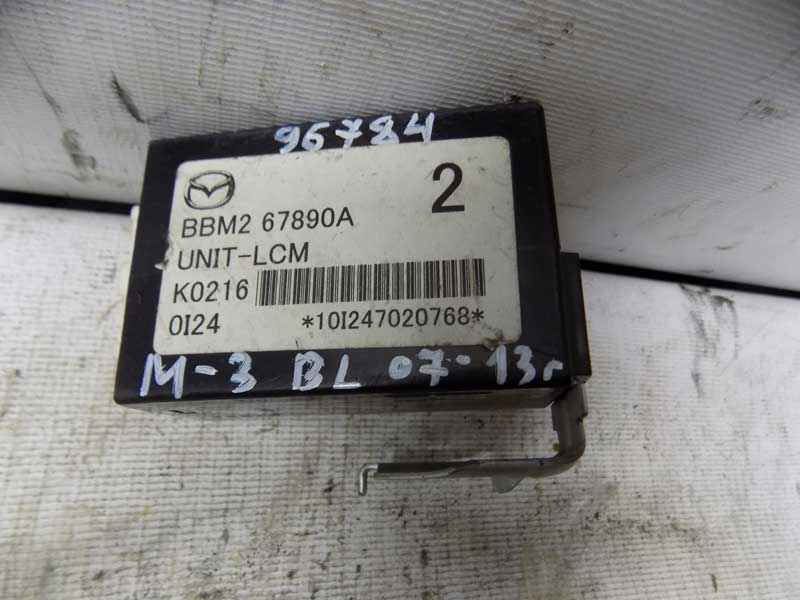 96784
2
BBM2 67890A
UNIT-LCM
K0216
0I24 *10I247020768*
M-3 BL 07-13г